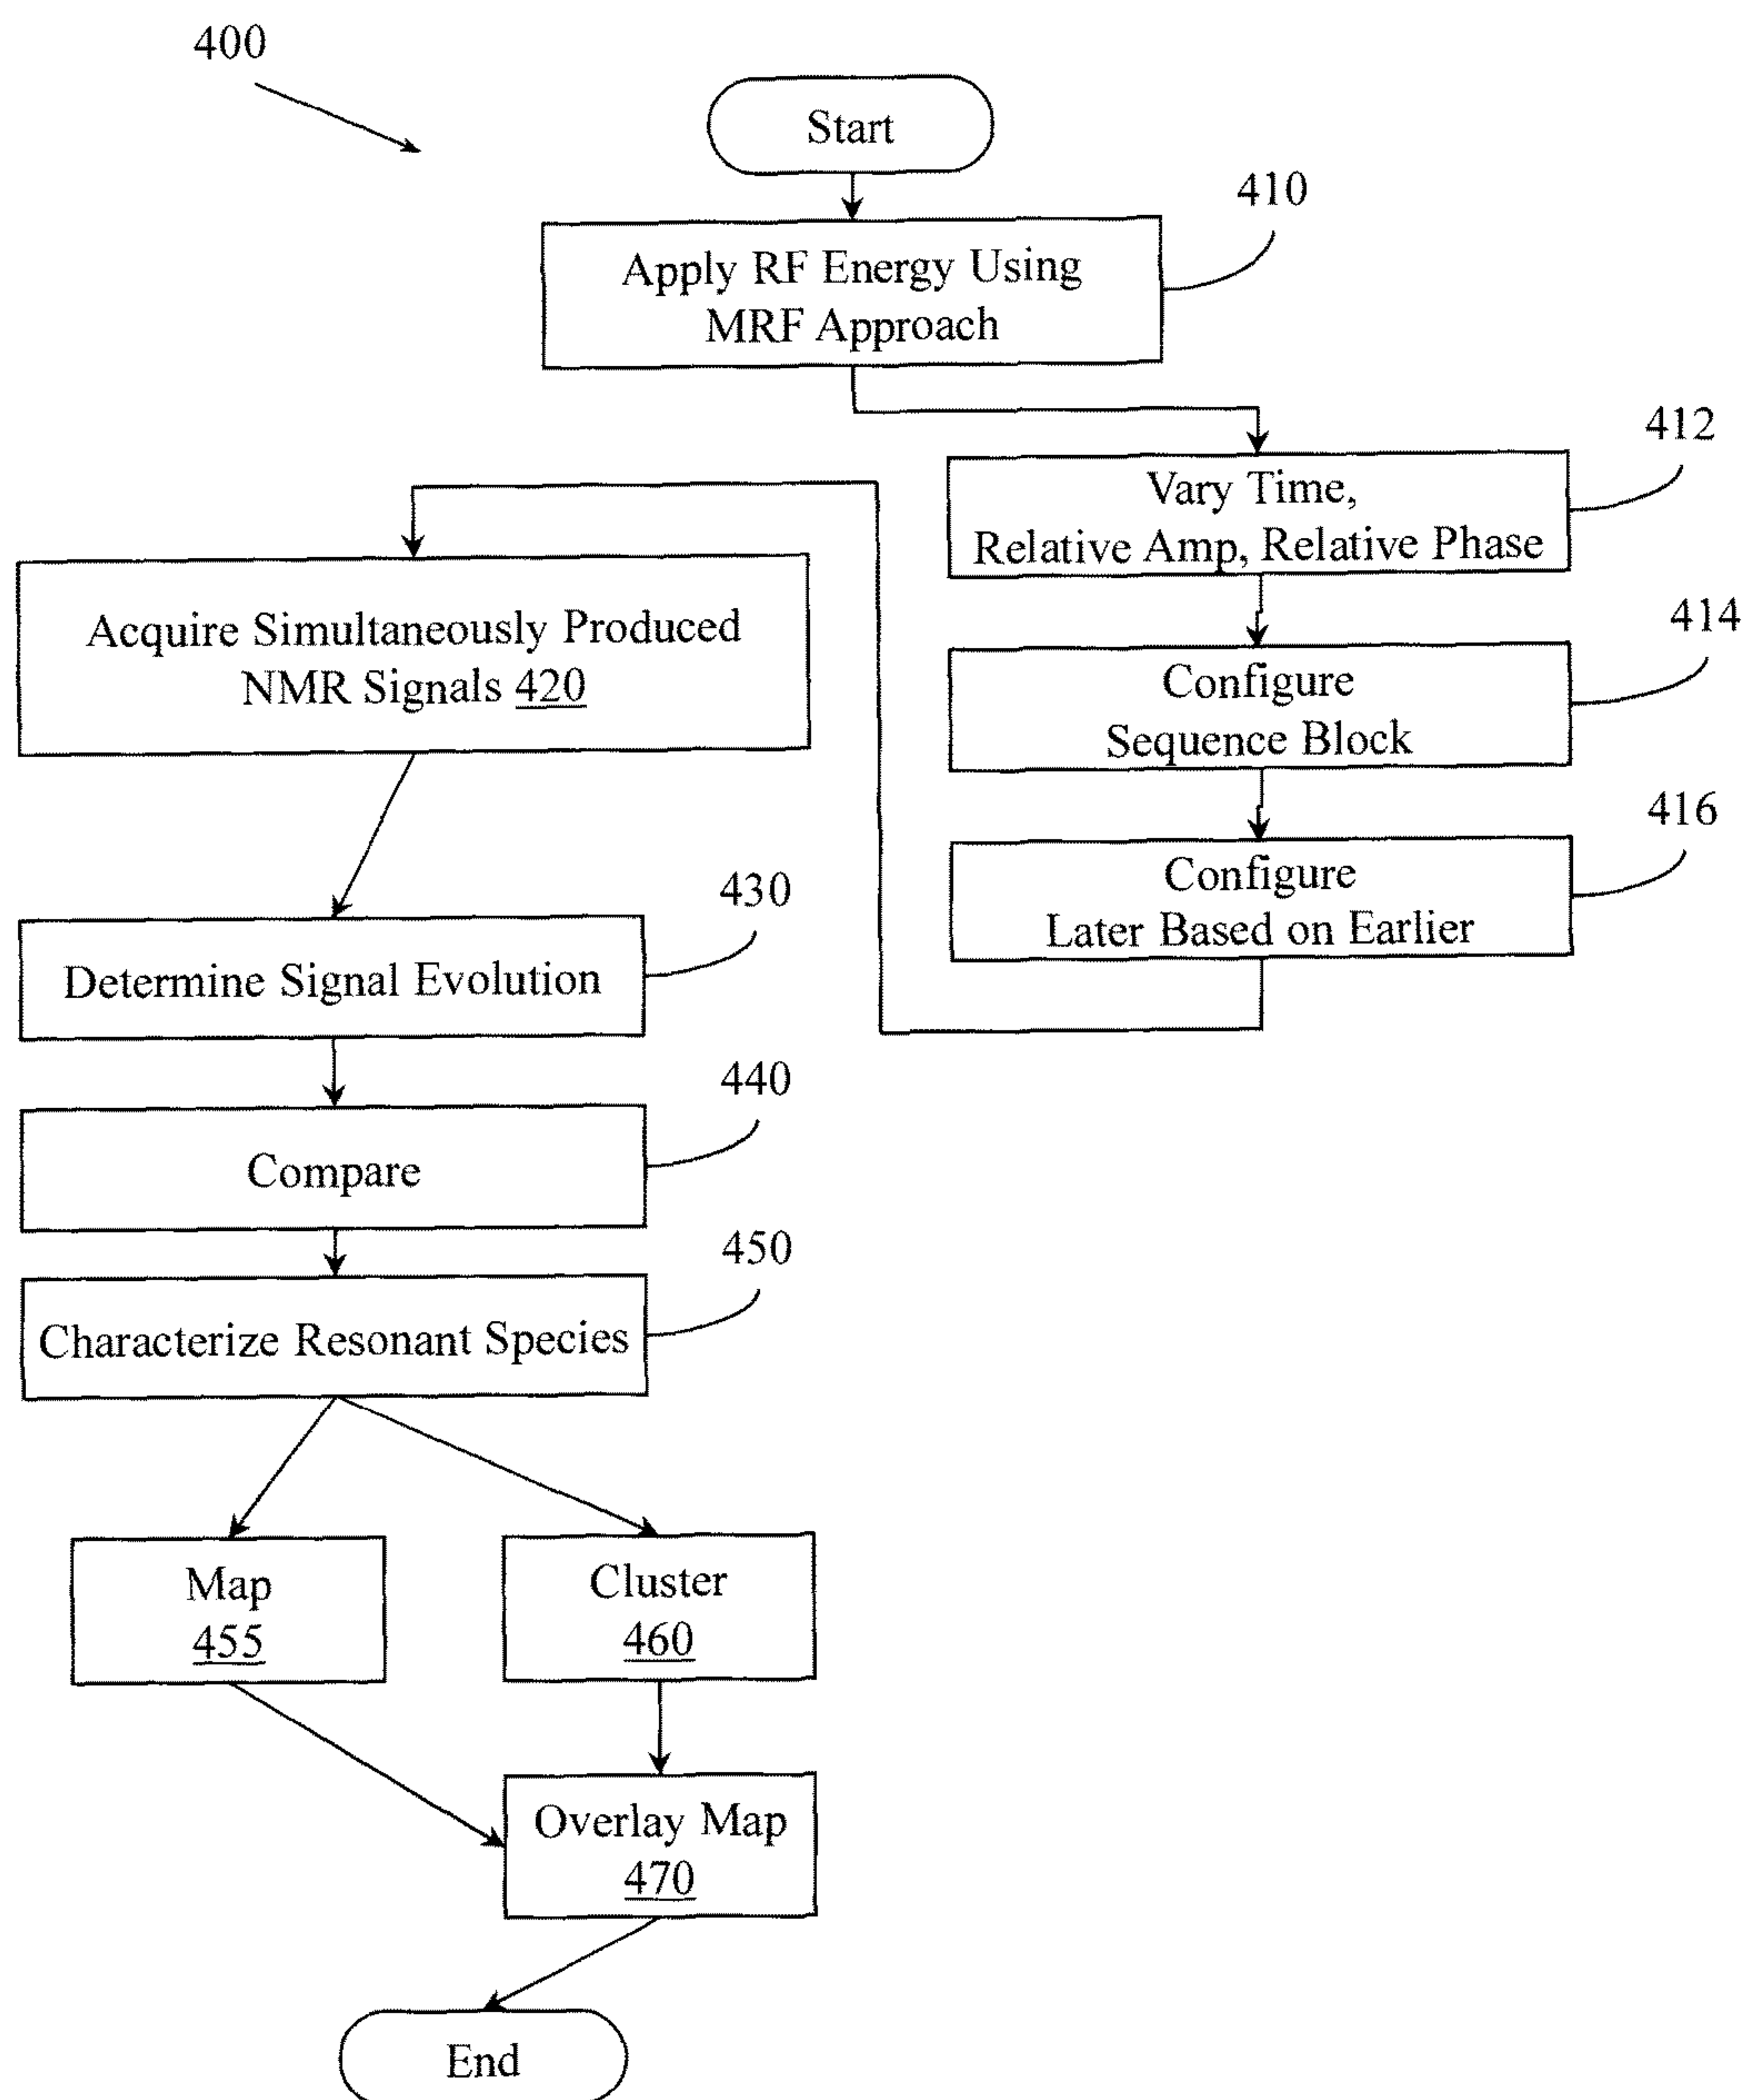 400
Start
410
Apply RF Energy Using
MRF Approach
412
Vary Time,
Relative Amp, Relative Phase
414
Configure
Sequence Block
416
Configure
Later Based on Earlier
Acquire Simultaneously Produced
NMR Signals 420
430
Determine Signal Evolution
440
Compare
450
Characterize Resonant Species
Map
455
Cluster
460
Overlay Map
470
End